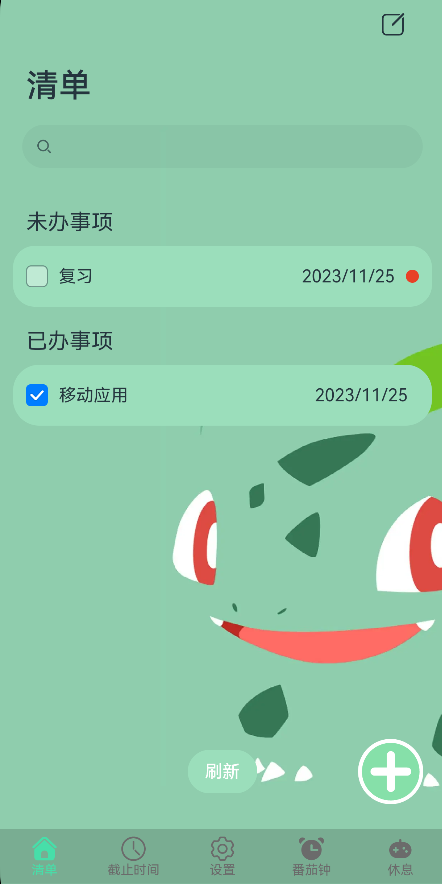 清单
未办事项
复习 2023/11/25
已办事项
移动应用 2023/11/25
刷新
清单 截止时间 设置 番茄钟 休息